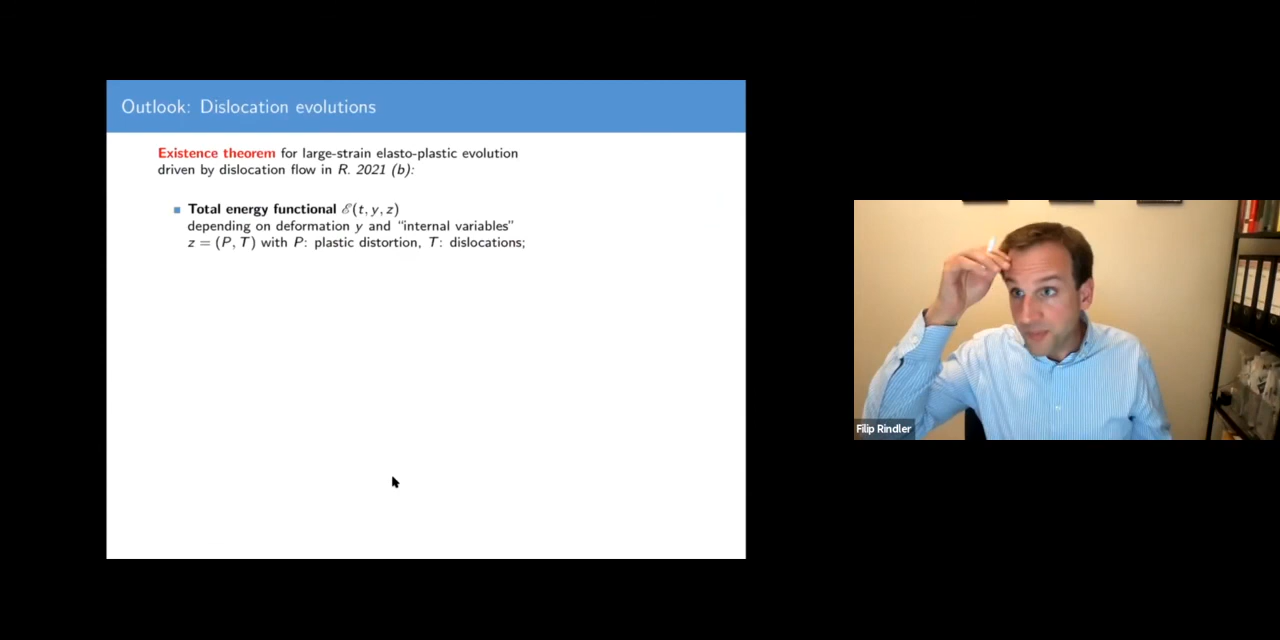 Outlook: Dislocation evolutions
Existence theorem for large-strain elasto-plastic evolution
driven by dislocation flow in R. 2021 (b):
Total energy functional ℰ(t, y, z)
depending on deformation y and “internal variables”
z = (P, T) with P: plastic distortion, T: dislocations;
Filip Rindler